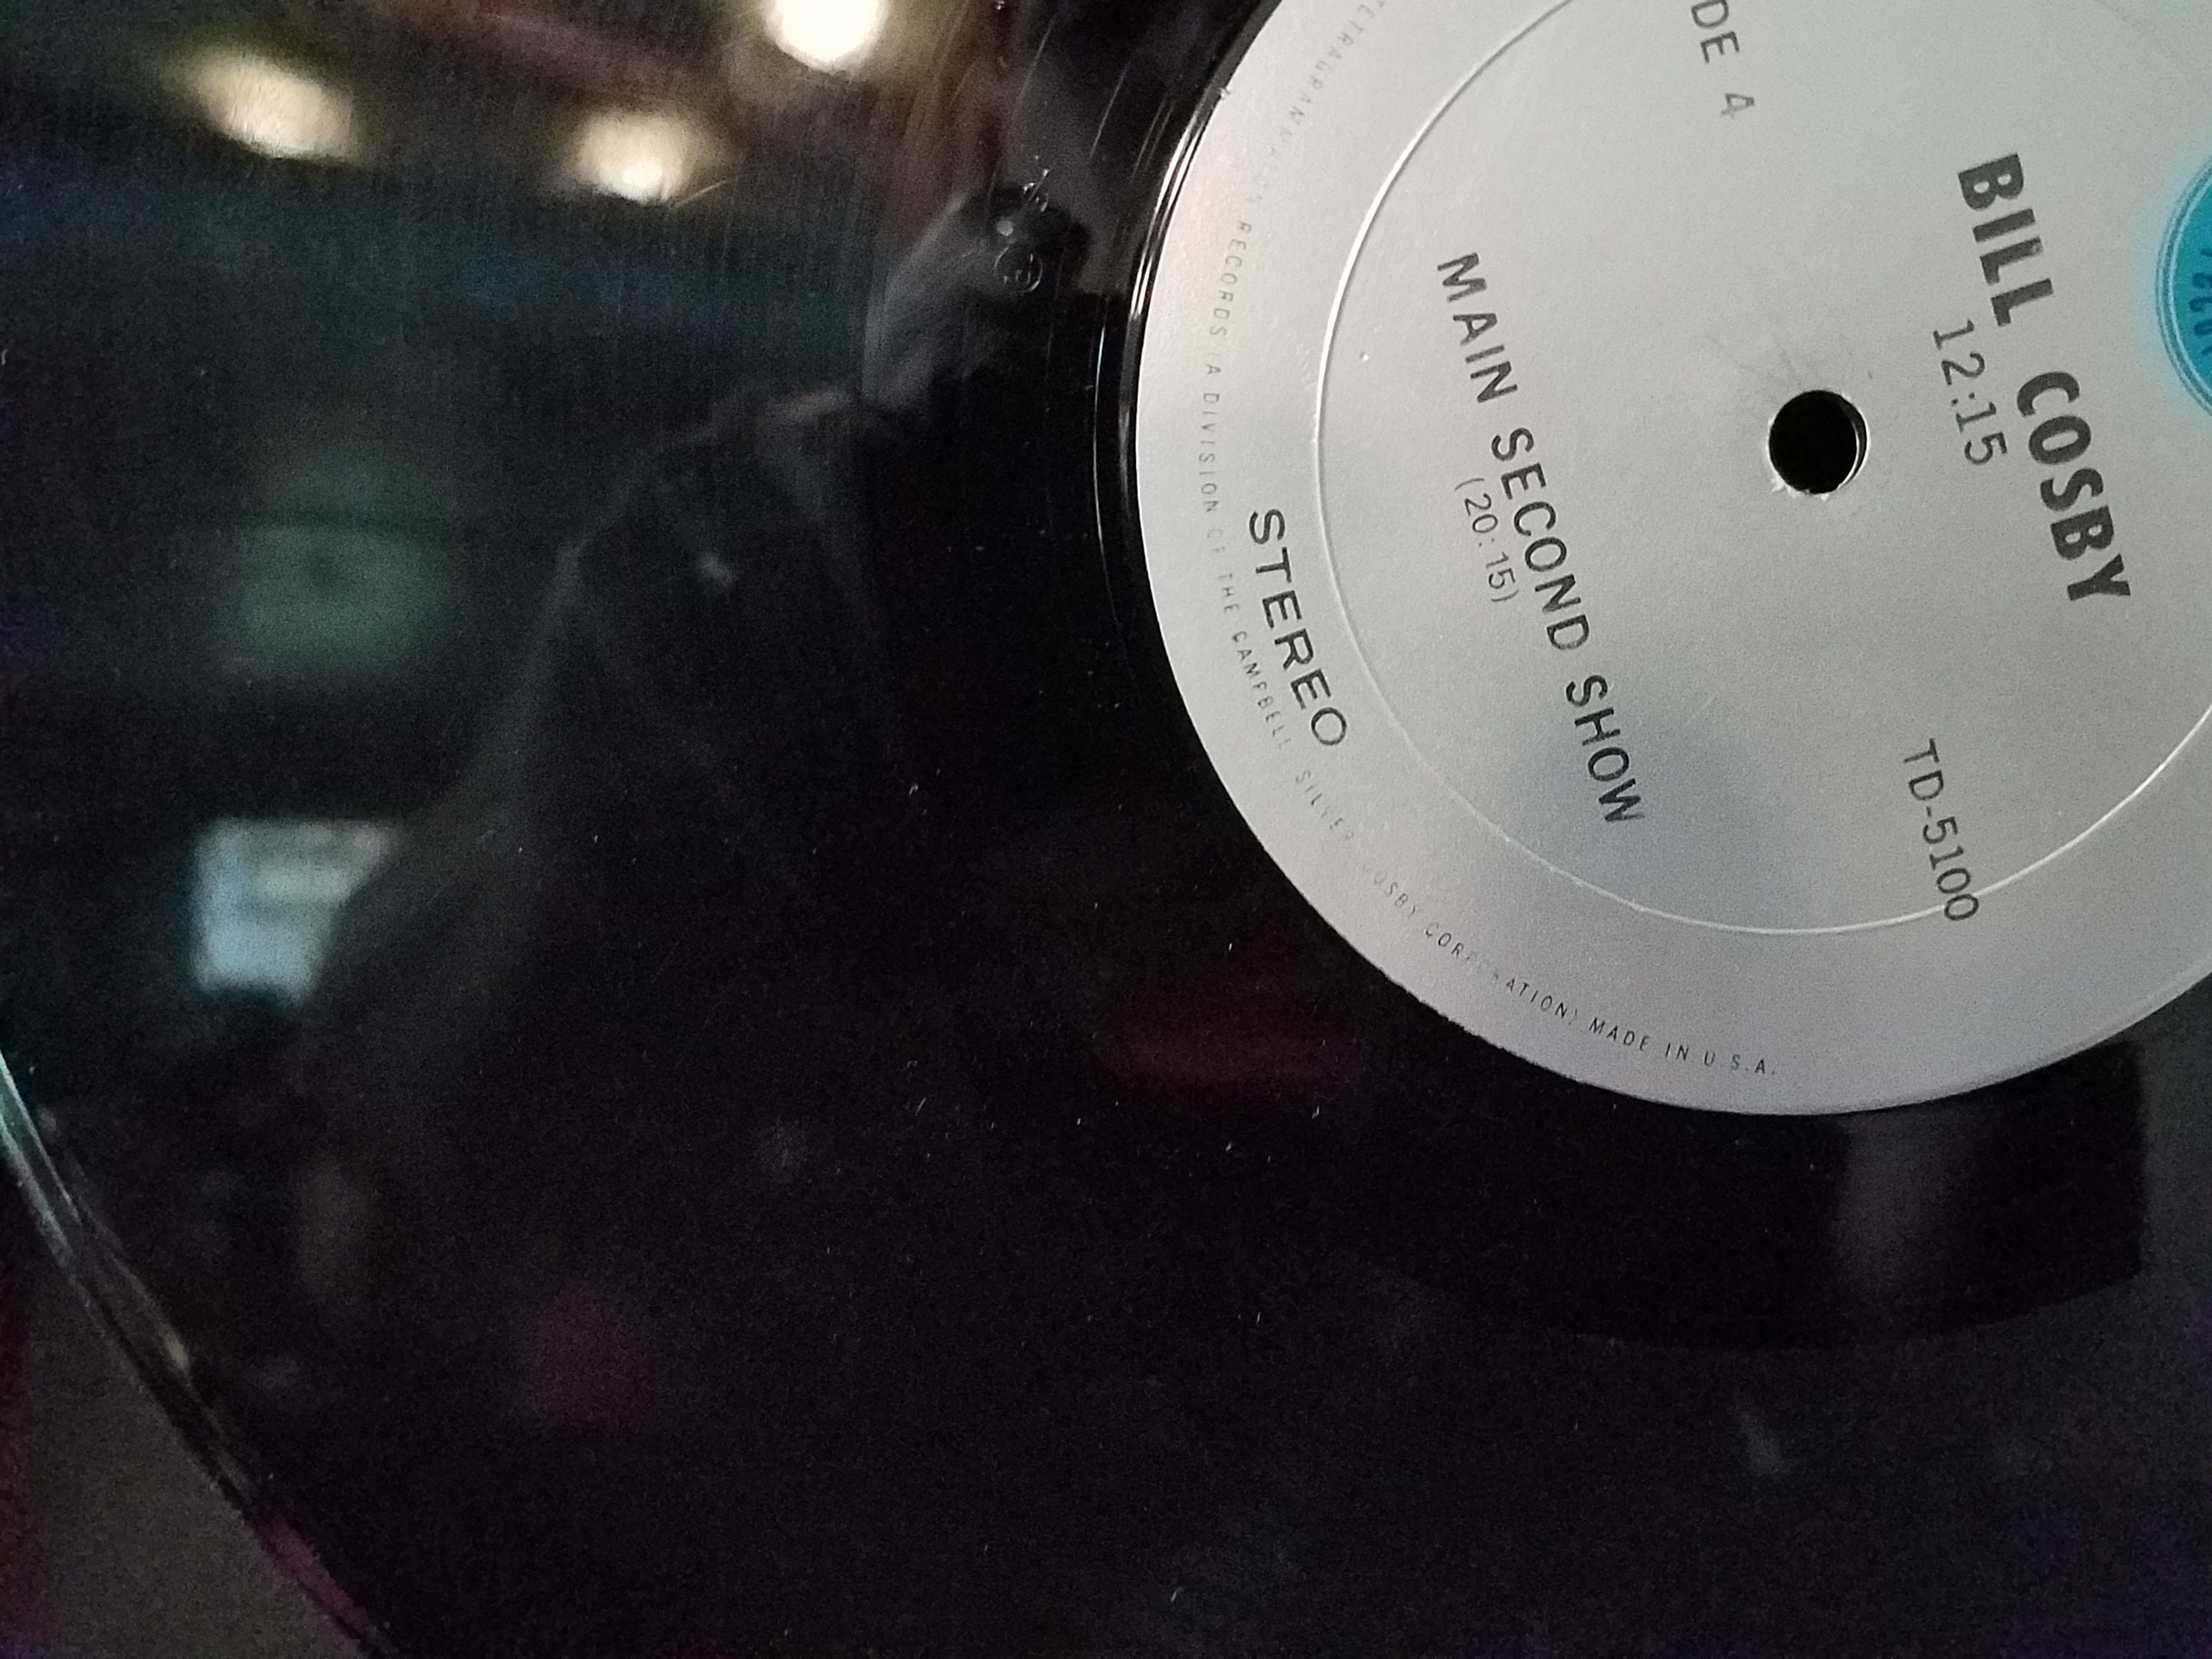 BILL COSBY
12:15
DE 4
TD-5100
MAIN SECOND SHOW
(20:15)
STEREO
TETRAGRAMMATON RECORDS (A DIVISION OF THE CAMPBELL SILVER COSBY CORPORATION) MADE IN U.S.A.